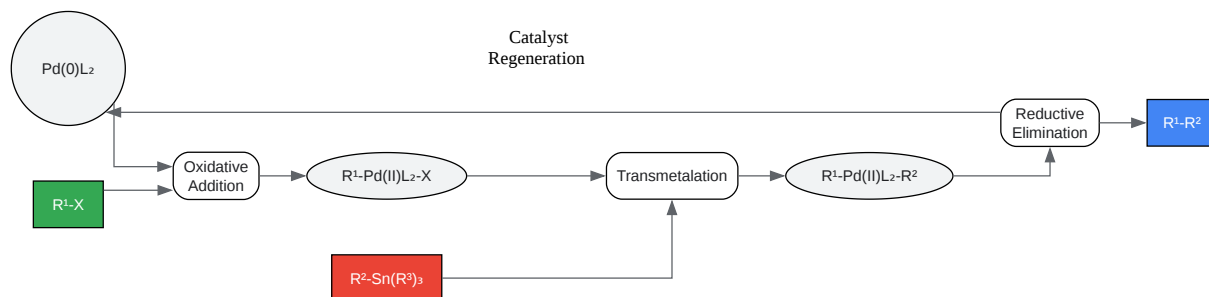 Catalyst
Regeneration
Pd(0)L₂
Reductive
Elimination
R¹-R²
Oxidative
Addition
R¹-Pd(II)L₂-X
Transmetalation
R¹-Pd(II)L₂-R²
R¹-X
R²-Sn(R³)₃